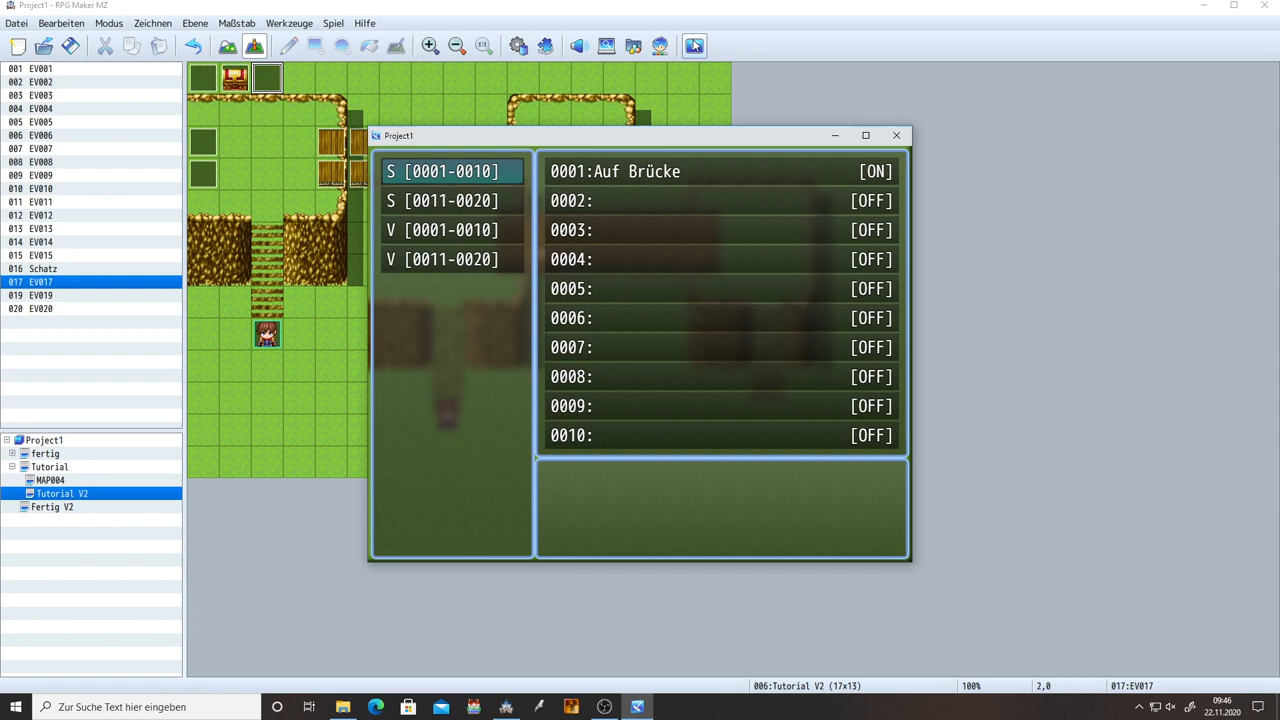 Project1 - RPG Maker MZ
Datei Bearbeiten Modus Zeichnen Ebene Maßstab Werkzeuge Spiel Hilfe
001 EV001
002 EV002
003 EV003
004 EV004
005 EV005
006 EV006
007 EV007
008 EV008
009 EV009
010 EV010
011 EV011
012 EV012
013 EV013
014 EV014
015 EV015
016 Schatz
017 EV017
019 EV019
020 EV020
Project1
fertig
Tutorial
MAP004
Tutorial V2
Fertig V2
Project1
S [0001-0010]
S [0011-0020]
V [0001-0010]
V [0011-0020]
0001:Auf Brücke [ON]
0002: [OFF]
0003: [OFF]
0004: [OFF]
0005: [OFF]
0006: [OFF]
0007: [OFF]
0008: [OFF]
0009: [OFF]
0010: [OFF]
006:Tutorial V2 (17x13) 100% 2,0 017:EV017
Zur Suche Text hier eingeben
09:46
22.11.2020